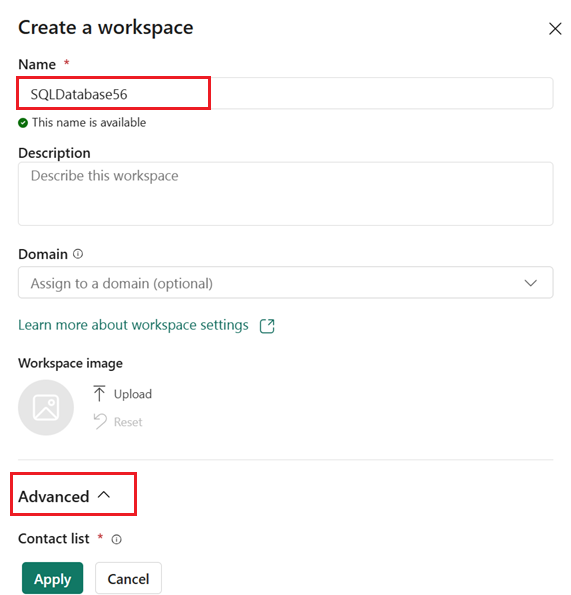 Create a workspace
Name *
SQLDatabase56
This name is available
Description
Describe this workspace
Domain
Assign to a domain (optional)
Learn more about workspace settings
Workspace image
Upload
Reset
Advanced
Contact list *
Apply Cancel